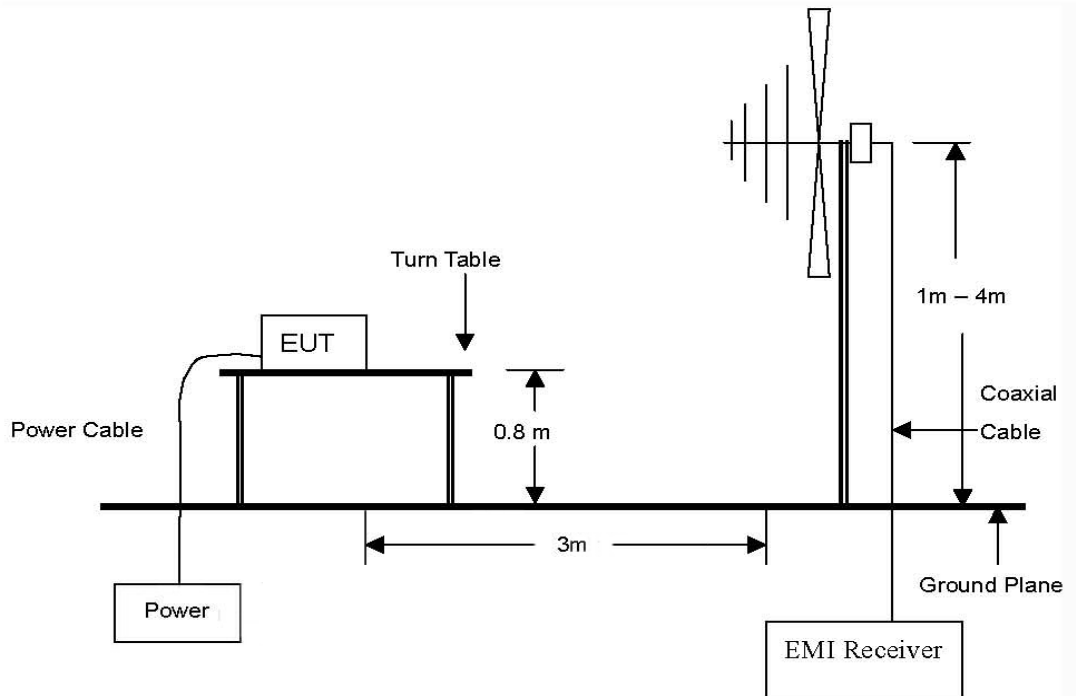 Turn Table
EUT
1m – 4m
Coaxial
Cable
Power Cable
0.8 m
3m
Ground Plane
Power
EMI Receiver